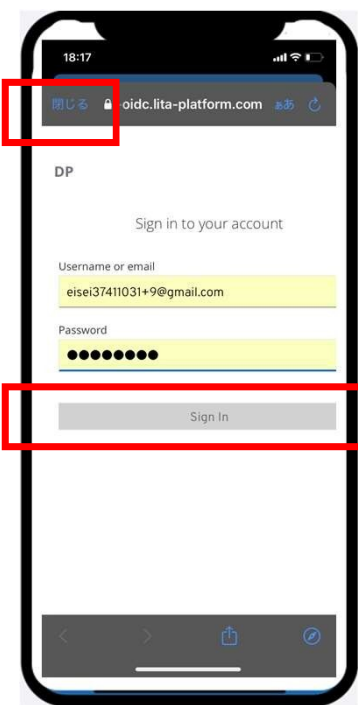 18:17
閉じる -oidc.lita-platform.com ぁあ
DP
Sign in to your account
Username or email
eisei37411031+9@gmail.com
Password
●●●●●●●●
Sign In